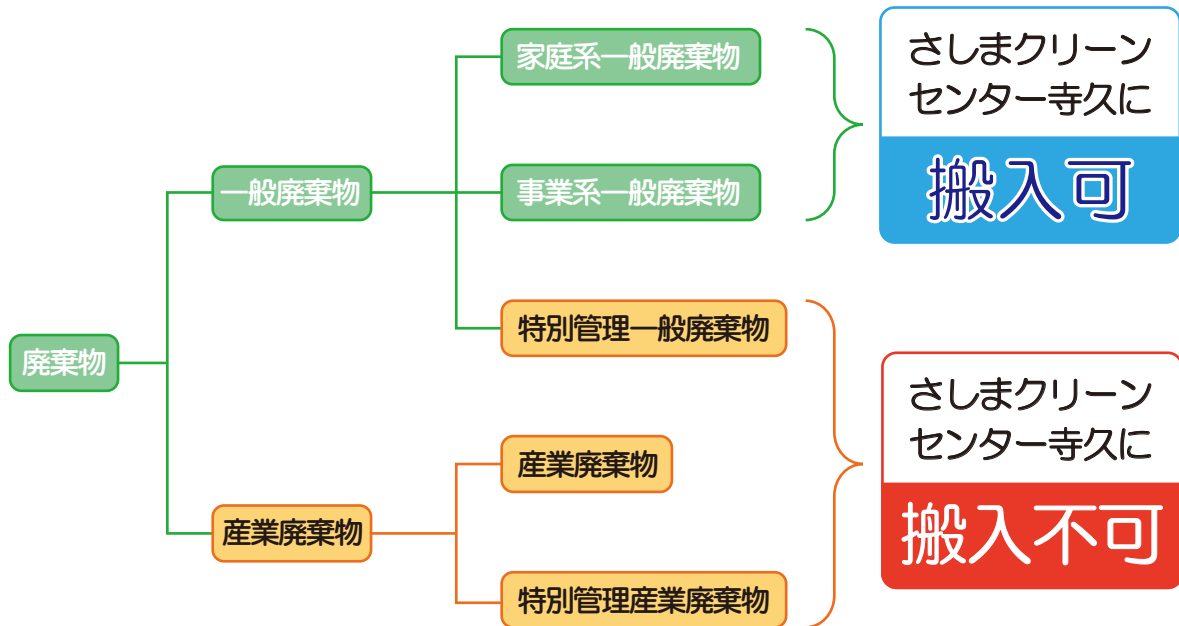 廃棄物
一般廃棄物
産業廃棄物
家庭系一般廃棄物
事業系一般廃棄物
特別管理一般廃棄物
産業廃棄物
特別管理産業廃棄物
さしまクリーン
センター寺久に
搬入可
さしまクリーン
センター寺久に
搬入不可